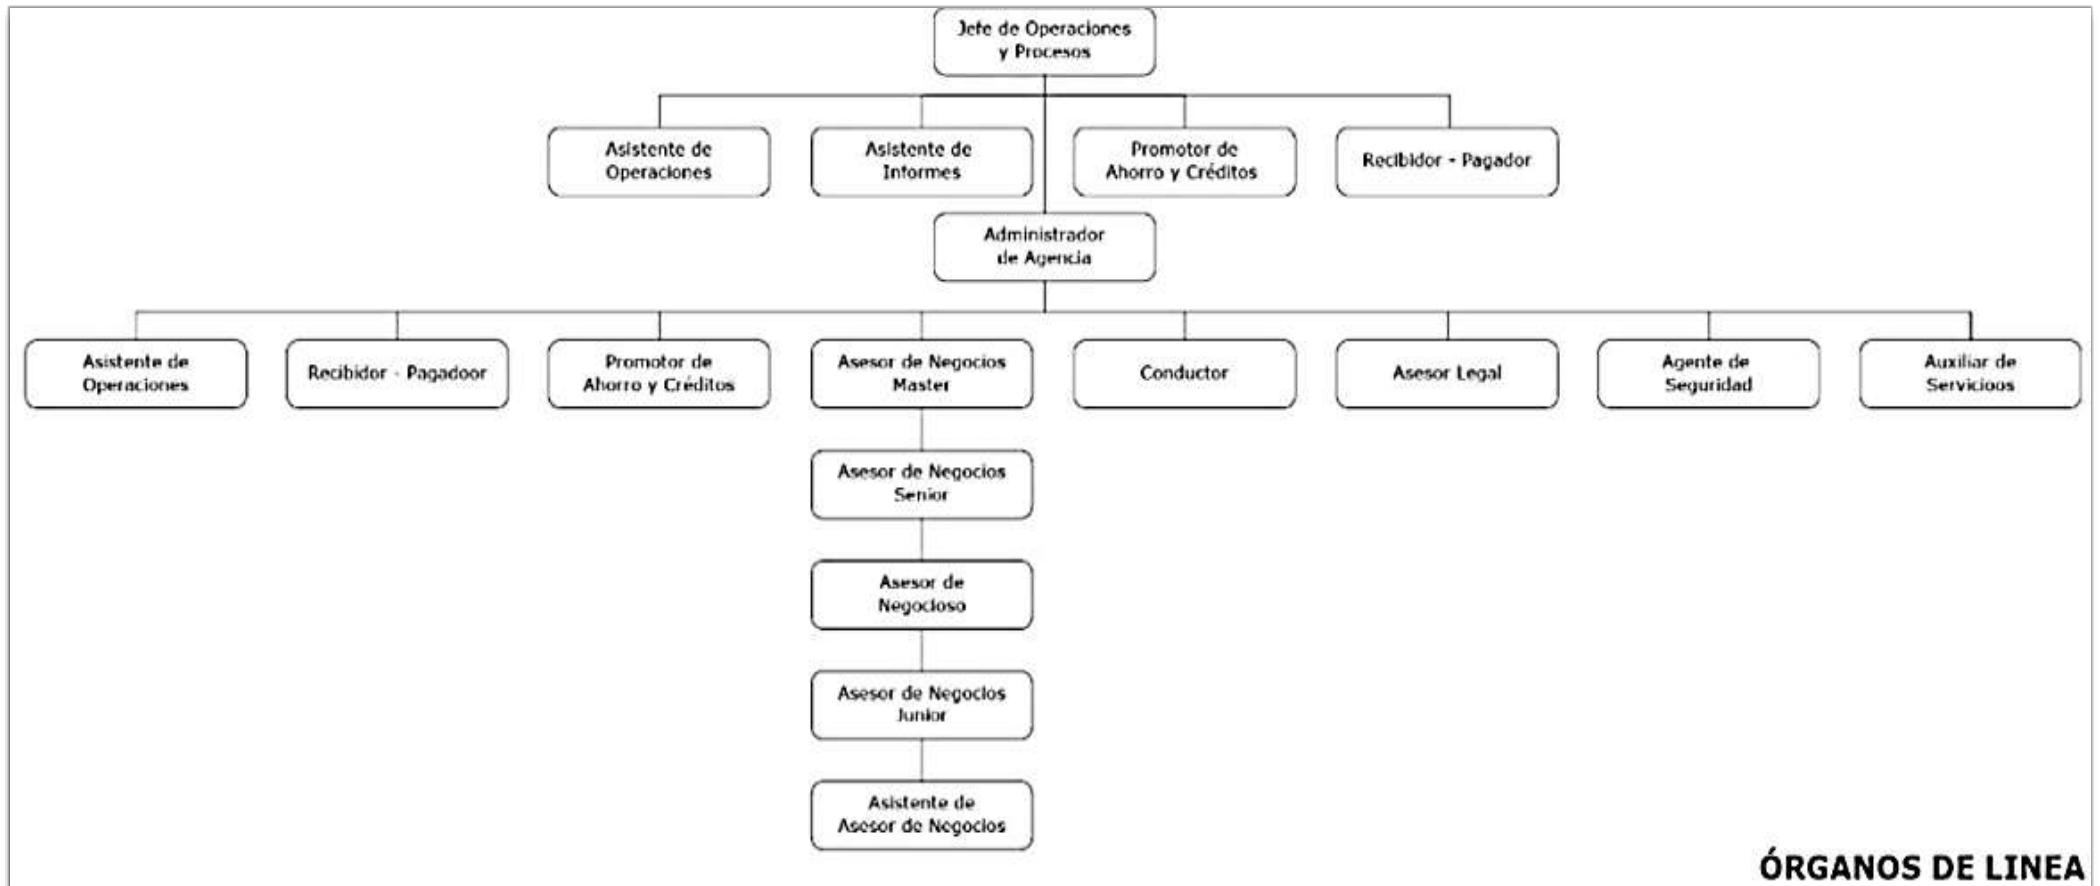 Jefe de Operaciones
y Procesos
Asistente de
Operaciones
Asistente de
Informes
Promotor de
Ahorro y Créditos
Recibidor - Pagador
Administrador
de Agencia
Asistente de
Operaciones
Recibidor - Pagadoor
Promotor de
Ahorro y Créditos
Asesor de Negocios
Master
Conductor
Asesor Legal
Agente de
Seguridad
Auxiliar de
Servicioos
Asesor de Negocios
Senior
Asesor de
Negocioso
Asesor de Negocios
Junior
Asistente de
Asesor de Negocios
ÓRGANOS DE LINEA